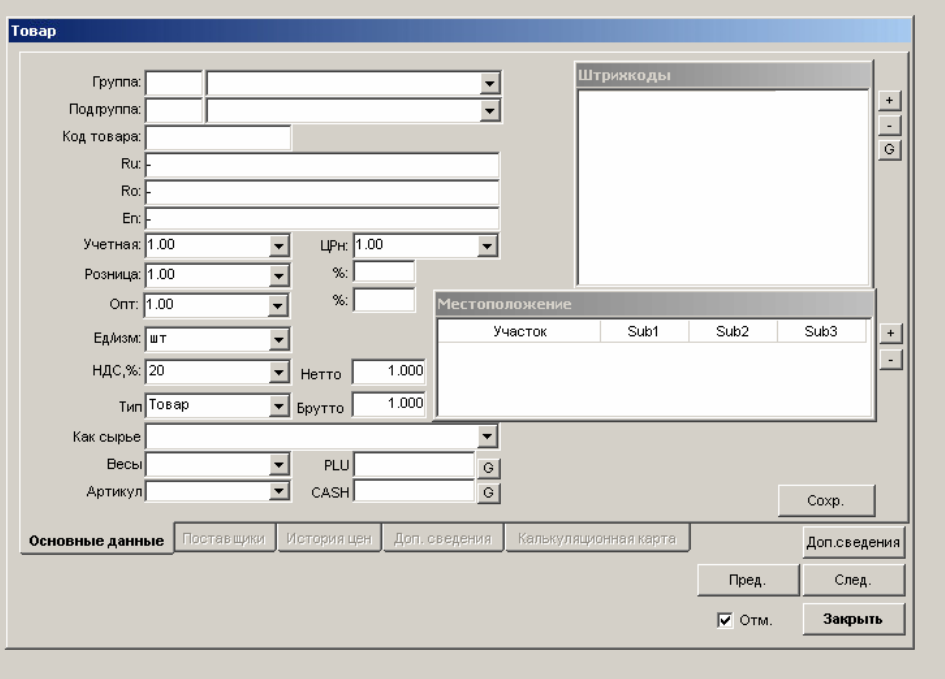 Товар
Группа:
Подгруппа:
Код товара:
Ru: -
Ro: -
En: -
Учетная: 1.00 ЦРн: 1.00
Розница: 1.00 %:
Опт: 1.00 %:
Ед/изм: шт
НДС,%: 20 Нетто 1.000
Тип Товар Брутто 1.000
Как сырье
Весы PLU G
Артикул CASH G
Штрихкоды
+
-
G
Местоположение
Участок Sub1 Sub2 Sub3
+
-
Сохр.
Основные данные Поставщики История цен Доп. сведения Калькуляционная карта
Доп.сведения
Пред. След.
Отм. Закрыть